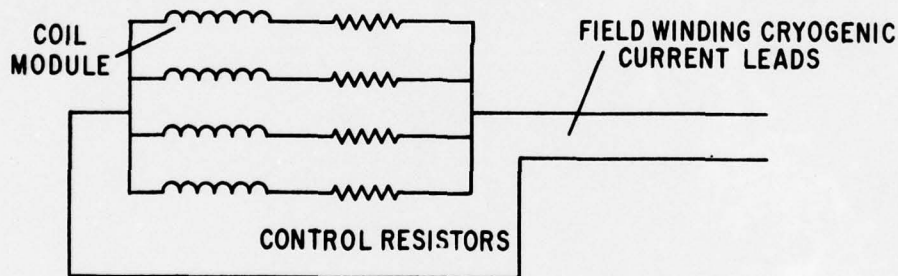 COIL
MODULE
FIELD WINDING CRYOGENIC
CURRENT LEADS
CONTROL RESISTORS